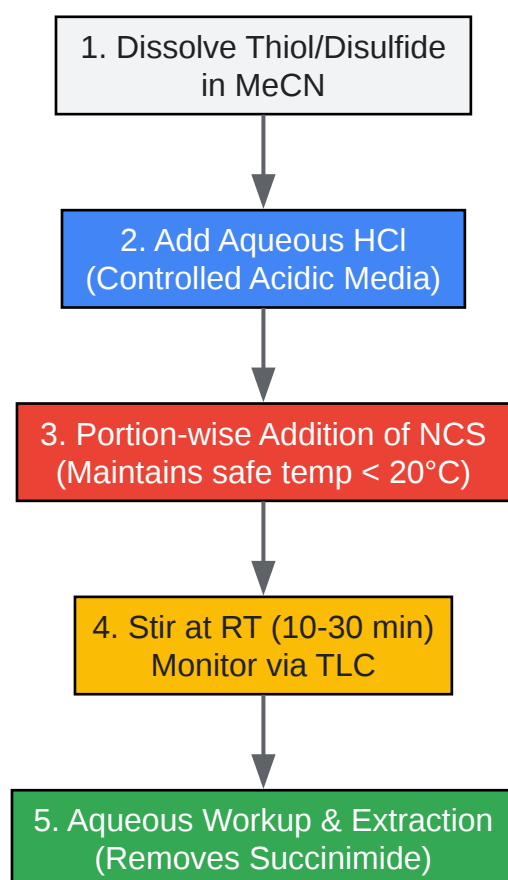 1. Dissolve Thiol/Disulfide
in MeCN
2. Add Aqueous HCl
(Controlled Acidic Media)
3. Portion-wise Addition of NCS
(Maintains safe temp < 20°C)
4. Stir at RT (10-30 min)
Monitor via TLC
5. Aqueous Workup & Extraction
(Removes Succinimide)